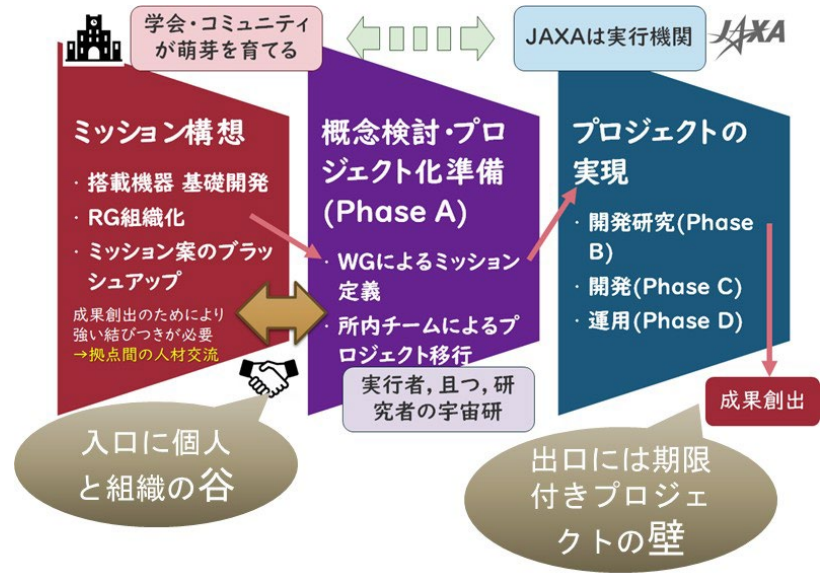 学会・コミュニティ
が萌芽を育てる
JAXAは実行機関
JAXA
ミッション構想
・搭載機器 基礎開発
・RG組織化
・ミッション案のブラッ
シュアップ
成果創出のためにより
強い結びつきが必要
→拠点間の人材交流
概念検討・プロ
ジェクト化準備
(Phase A)
・WGによるミッション
定義
・所内チームによるプ
ロジェクト移行
実行者,且つ,研
究者の宇宙研
プロジェクトの
実現
・開発研究(Phase
B)
・開発(Phase C)
・運用(Phase D)
成果創出
入口に個人
と組織の谷
出口には期限
付きプロジェ
クトの壁